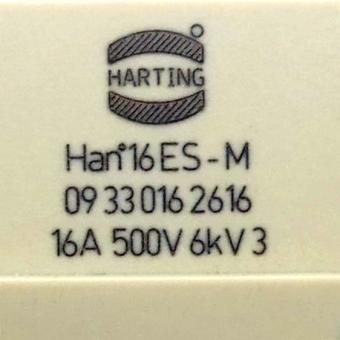 HARTING
Han®16 ES-M
09 33 016 2616
16A 500V 6kV 3